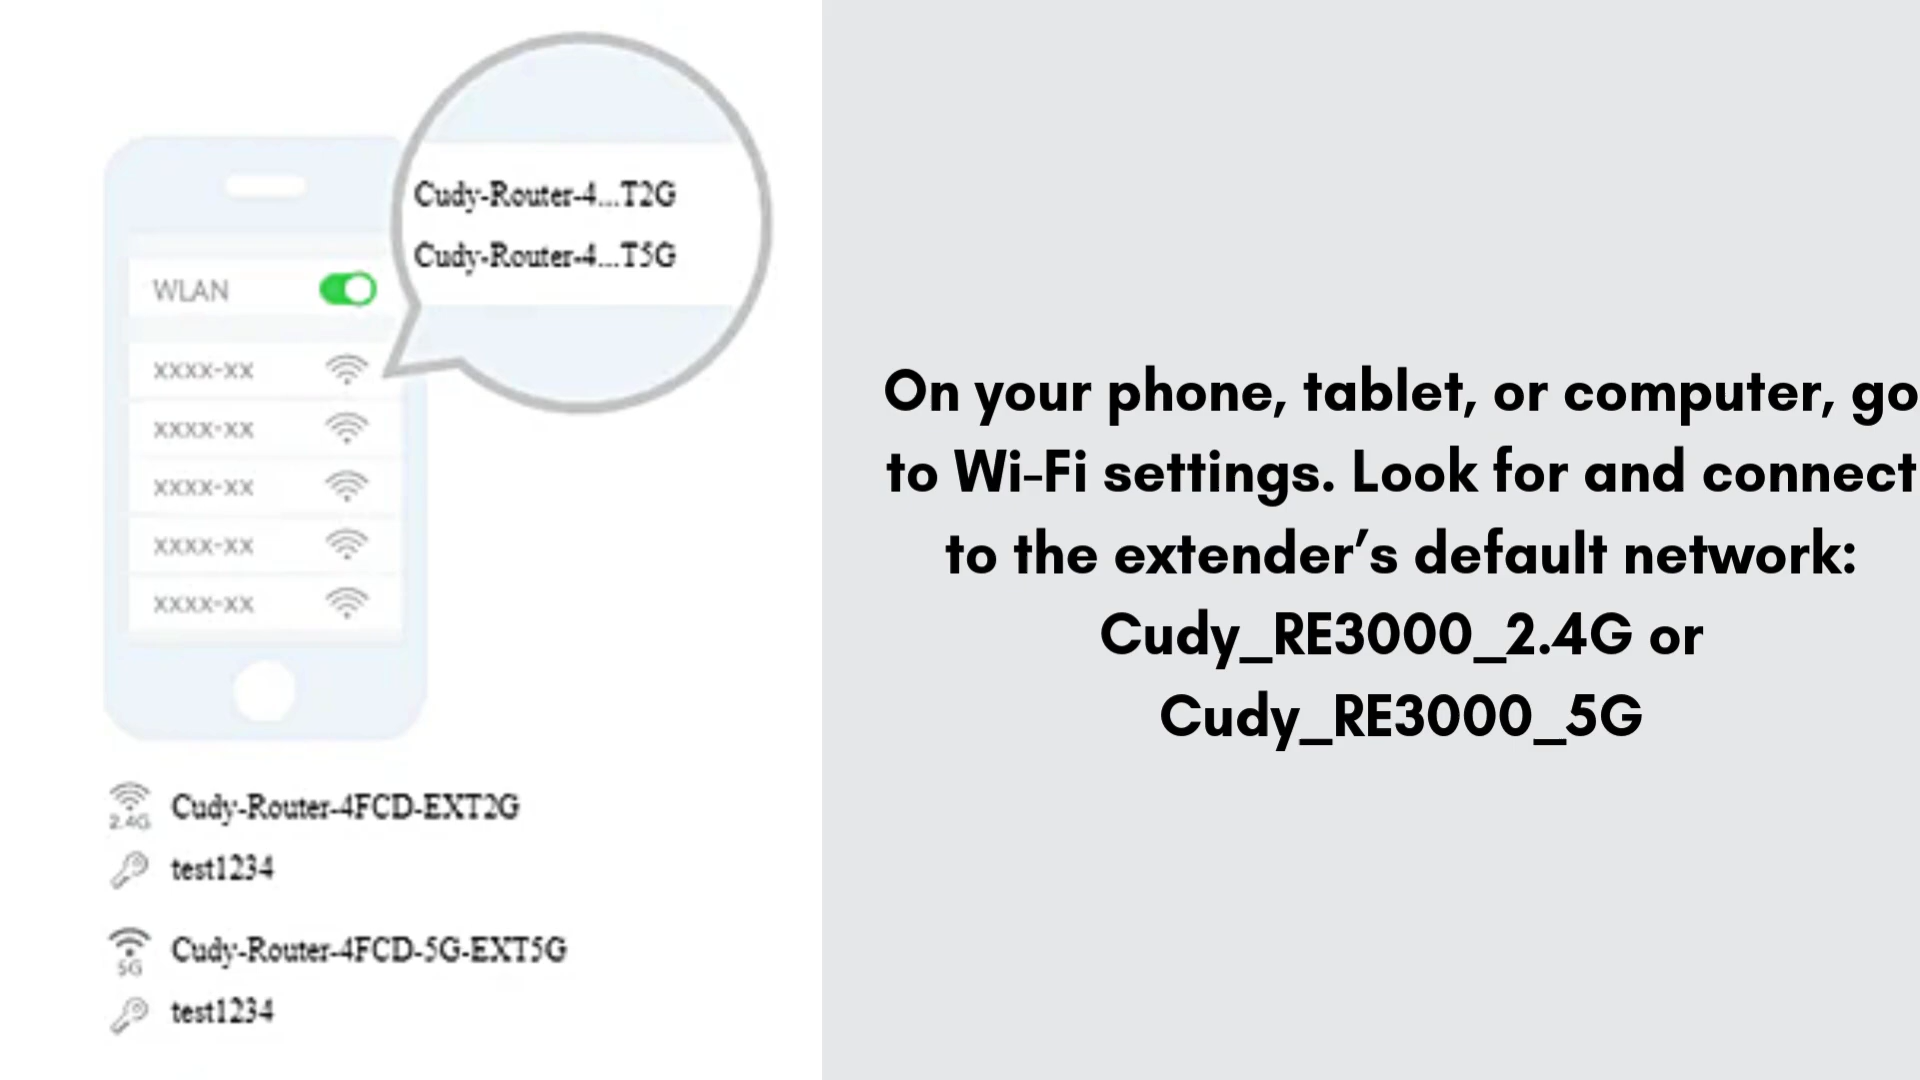 Cudy-Router-4...T2G
Cudy-Router-4...T5G
WLAN
xxxx-xx
xxxx-xx
xxxx-xx
xxxx-xx
xxxx-xx
2.4G
Cudy-Router-4FCD-EXT2G
test1234
5G
Cudy-Router-4FCD-5G-EXT5G
test1234
On your phone, tablet, or computer, go
to Wi-Fi settings. Look for and connect
to the extender’s default network:
Cudy_RE3000_2.4G or
Cudy_RE3000_5G